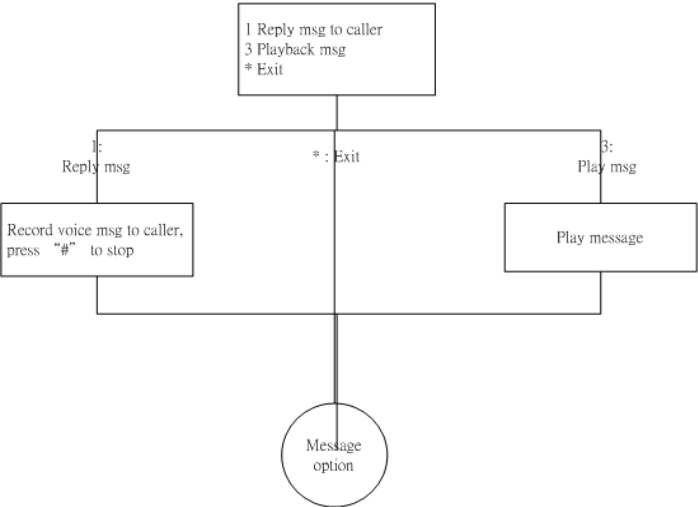 1 Reply msg to caller
3 Playback msg
* Exit
1:
Reply msg
* : Exit
3:
Play msg
Record voice msg to caller,
press “#” to stop
Play message
Message
option